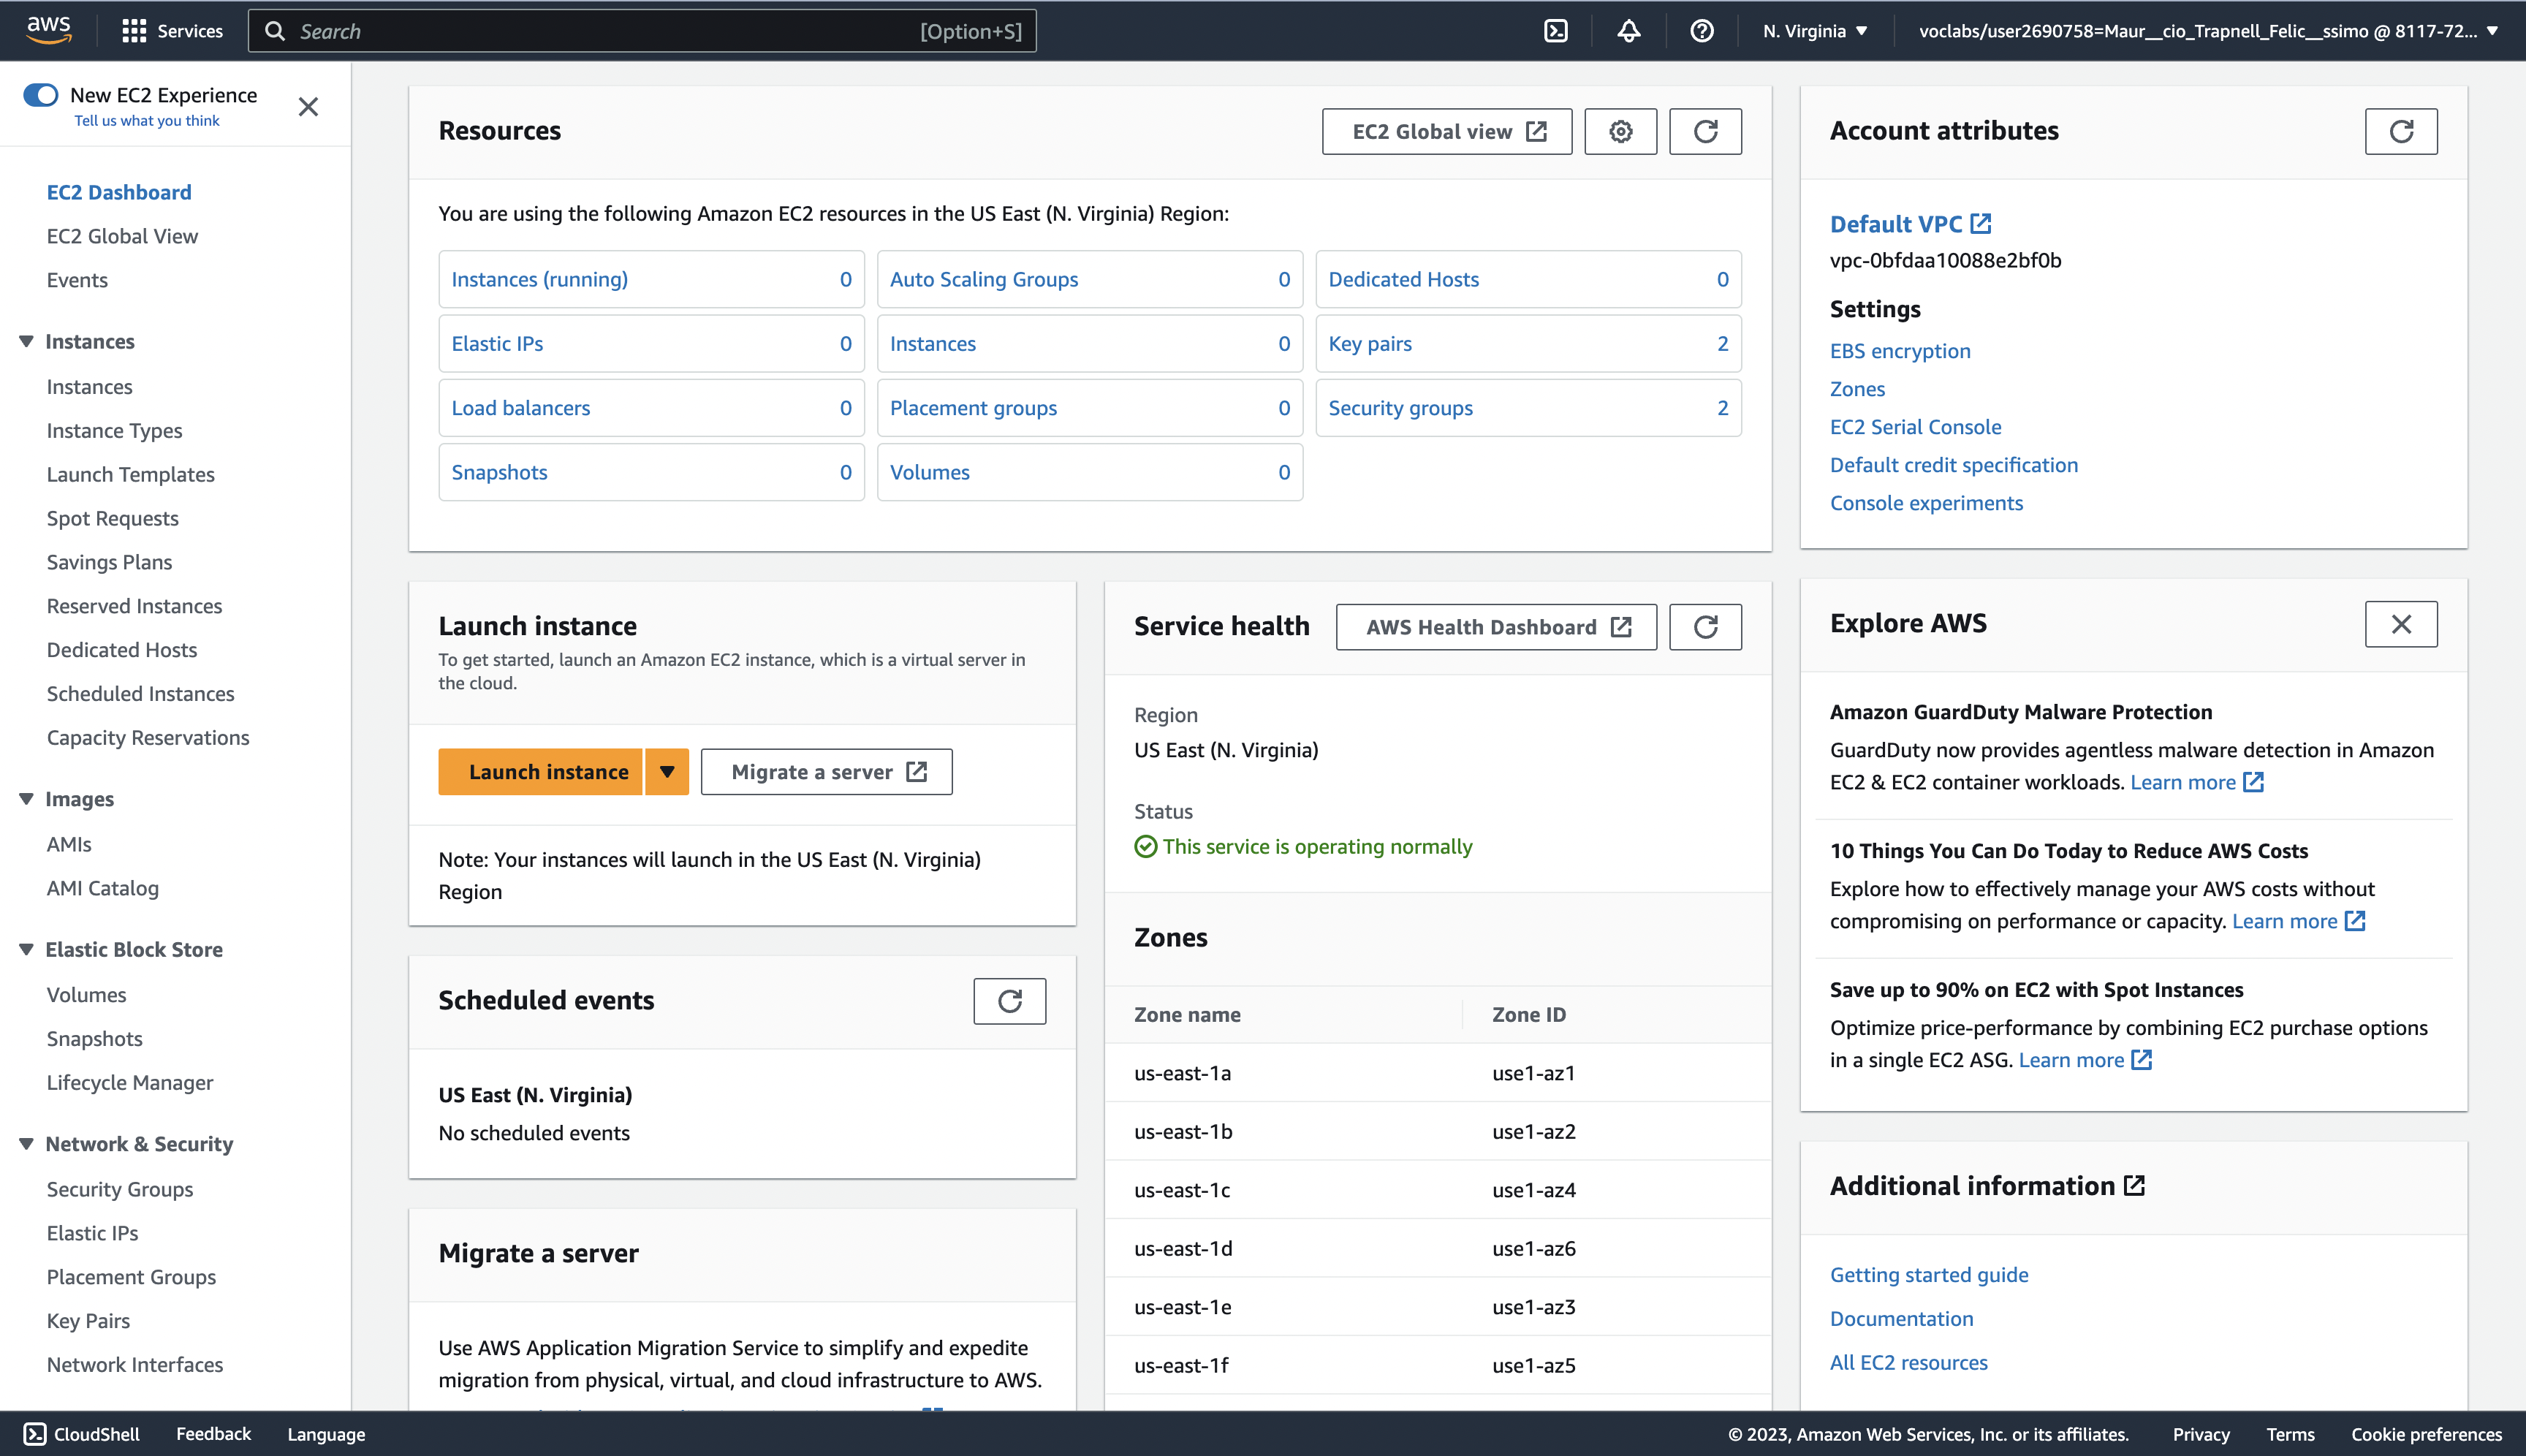 aws
Services
Search
[Option+S]
N. Virginia
voclabs/user2690758=Maur__cio_Trapnell_Felic__ssimo @ 8117-72...
New EC2 Experience
Tell us what you think
EC2 Dashboard
EC2 Global View
Events
Instances
Instances
Instance Types
Launch Templates
Spot Requests
Savings Plans
Reserved Instances
Dedicated Hosts
Scheduled Instances
Capacity Reservations
Images
AMIs
AMI Catalog
Elastic Block Store
Volumes
Snapshots
Lifecycle Manager
Network & Security
Security Groups
Elastic IPs
Placement Groups
Key Pairs
Network Interfaces
Resources
EC2 Global view
You are using the following Amazon EC2 resources in the US East (N. Virginia) Region:
Instances (running) 0
Auto Scaling Groups 0
Dedicated Hosts 0
Elastic IPs 0
Instances 0
Key pairs 2
Load balancers 0
Placement groups 0
Security groups 2
Snapshots 0
Volumes 0
Launch instance
To get started, launch an Amazon EC2 instance, which is a virtual server in
the cloud.
Launch instance
Migrate a server
Note: Your instances will launch in the US East (N. Virginia)
Region
Scheduled events
US East (N. Virginia)
No scheduled events
Migrate a server
Use AWS Application Migration Service to simplify and expedite
migration from physical, virtual, and cloud infrastructure to AWS.
Service health
AWS Health Dashboard
Region
US East (N. Virginia)
Status
This service is operating normally
Zones
Zone name Zone ID
us-east-1a use1-az1
us-east-1b use1-az2
us-east-1c use1-az4
us-east-1d use1-az6
us-east-1e use1-az3
us-east-1f use1-az5
Account attributes
Default VPC
vpc-0bfdaa10088e2bf0b
Settings
EBS encryption
Zones
EC2 Serial Console
Default credit specification
Console experiments
Explore AWS
Amazon GuardDuty Malware Protection
GuardDuty now provides agentless malware detection in Amazon
EC2 & EC2 container workloads. Learn more
10 Things You Can Do Today to Reduce AWS Costs
Explore how to effectively manage your AWS costs without
compromising on performance or capacity. Learn more
Save up to 90% on EC2 with Spot Instances
Optimize price-performance by combining EC2 purchase options
in a single EC2 ASG. Learn more
Additional information
Getting started guide
Documentation
All EC2 resources
CloudShell
Feedback
Language
© 2023, Amazon Web Services, Inc. or its affiliates.
Privacy
Terms
Cookie preferences